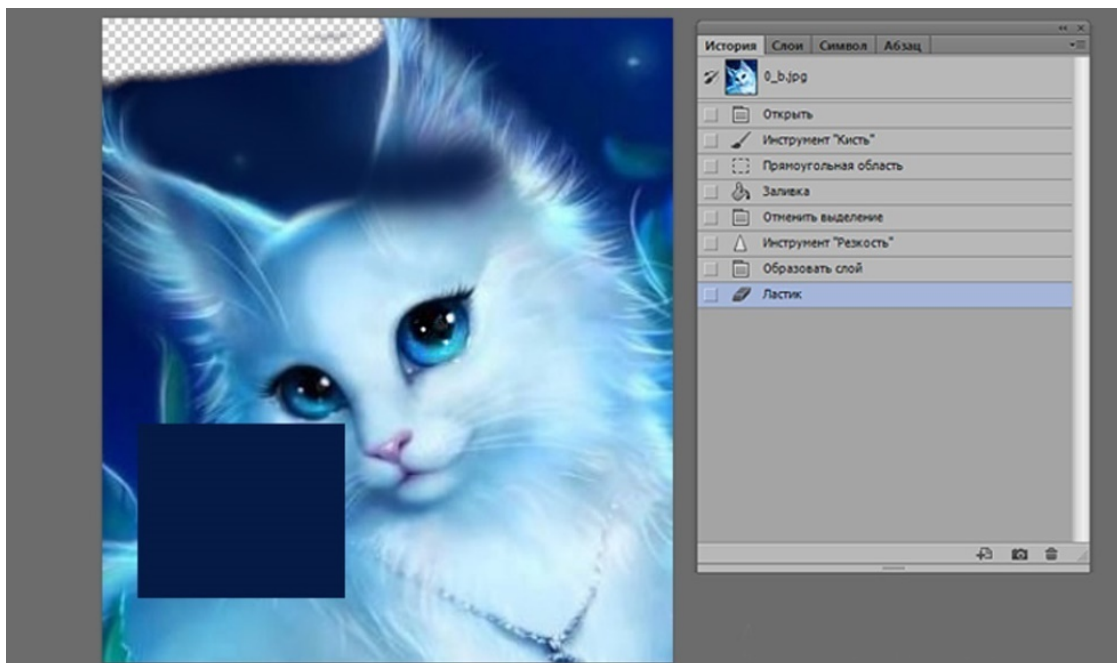 История Слои Символ Абзац
0_b.jpg
Открыть
Инструмент "Кисть"
Прямоугольная область
Заливка
Отменить выделение
Инструмент "Резкость"
Образовать слой
Ластик